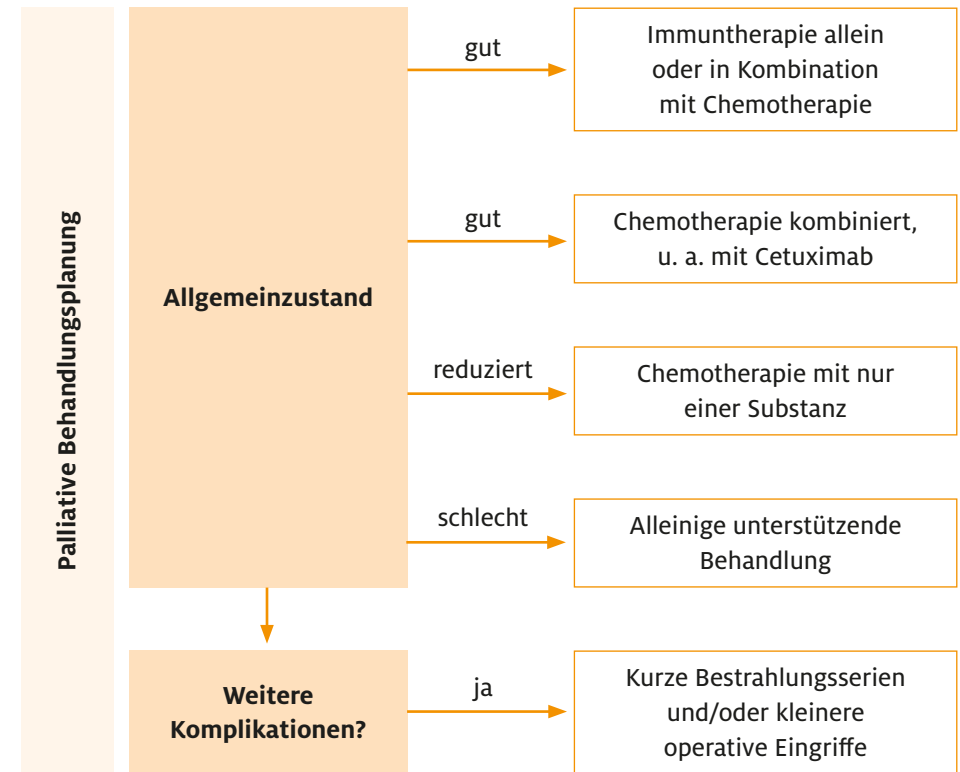 Palliative Behandlungsplanung
Allgemeinzustand
gut
Immuntherapie allein
oder in Kombination
mit Chemotherapie
gut
Chemotherapie kombiniert,
u. a. mit Cetuximab
reduziert
Chemotherapie mit nur
einer Substanz
schlecht
Alleinige unterstützende
Behandlung
Weitere
Komplikationen?
ja
Kurze Bestrahlungsserien
und/oder kleinere
operative Eingriffe